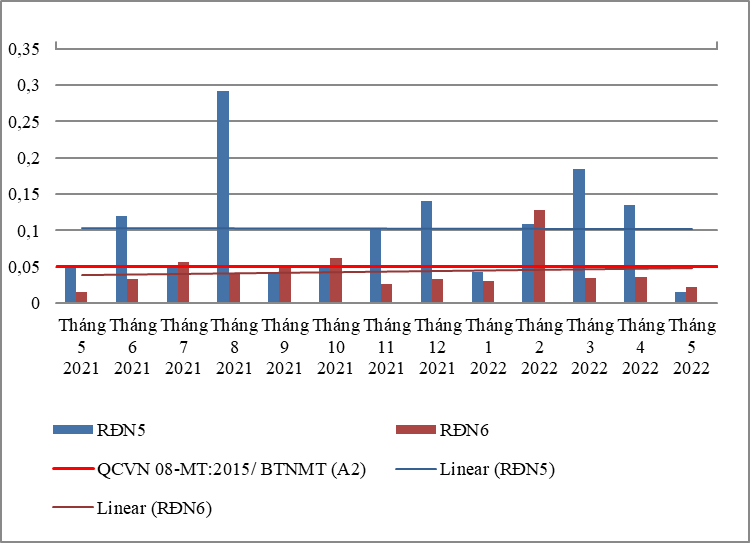 0,35
0,3
0,25
0,2
0,15
0,1
0,05
0
Tháng Tháng Tháng Tháng Tháng Tháng Tháng Tháng Tháng Tháng Tháng Tháng Tháng
5 6 7 8 9 10 11 12 1 2 3 4 5
2021 2021 2021 2021 2021 2021 2021 2021 2022 2022 2022 2022 2022
RĐN5 RĐN6
QCVN 08-MT:2015/ BTNMT (A2) Linear (RĐN5)
Linear (RĐN6)